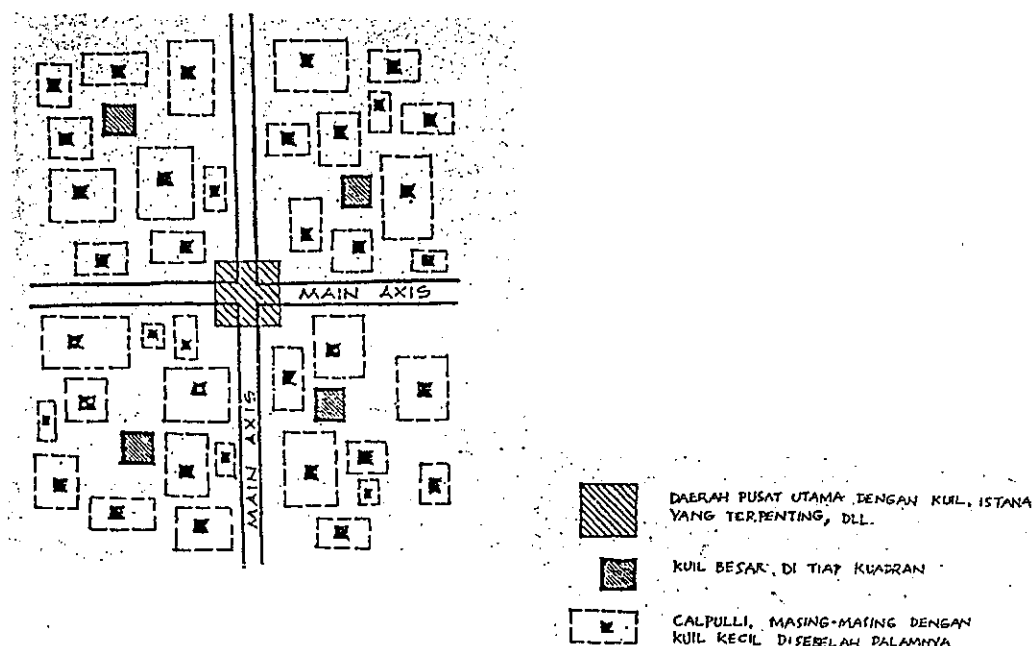 MAIN AXIS
MAIN AXIS
DAERAH PUSAT UTAMA DENGAN KUIL, ISTANA
YANG TERPENTING, DLL.
KUIL BESAR, DI TIAP KUADRAN
CALPULLI, MASING-MASING DENGAN
KUIL KECIL DISEBELAH DALAMNYA